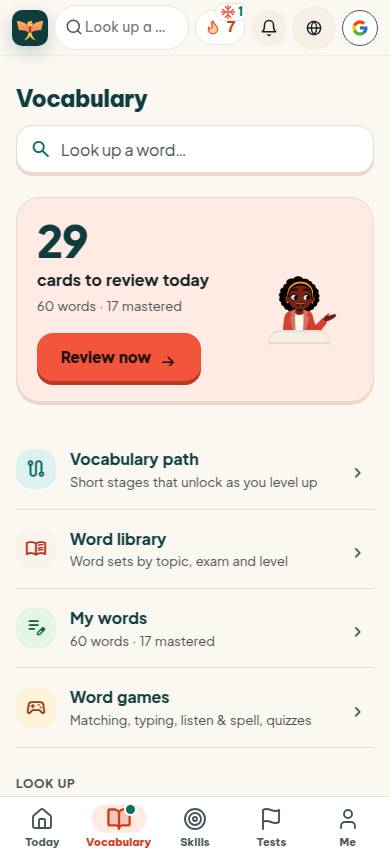 Look up a ...
1
7
Vocabulary
Look up a word...
29
cards to review today
60 words · 17 mastered
Review now →
Vocabulary path
Short stages that unlock as you level up
Word library
Word sets by topic, exam and level
My words
60 words · 17 mastered
Word games
Matching, typing, listen & spell, quizzes
LOOK UP
Today
Vocabulary
Skills
Tests
Me